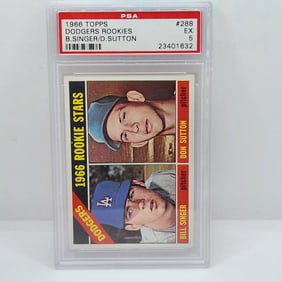 PSA
1966 TOPPS #288
DODGERS ROOKIES EX
B.SINGER/D.SUTTON 5
23401632
1966 ROOKIE STARS
DODGERS
DON SUTTON pitcher
BILL SINGER pitcher
LA